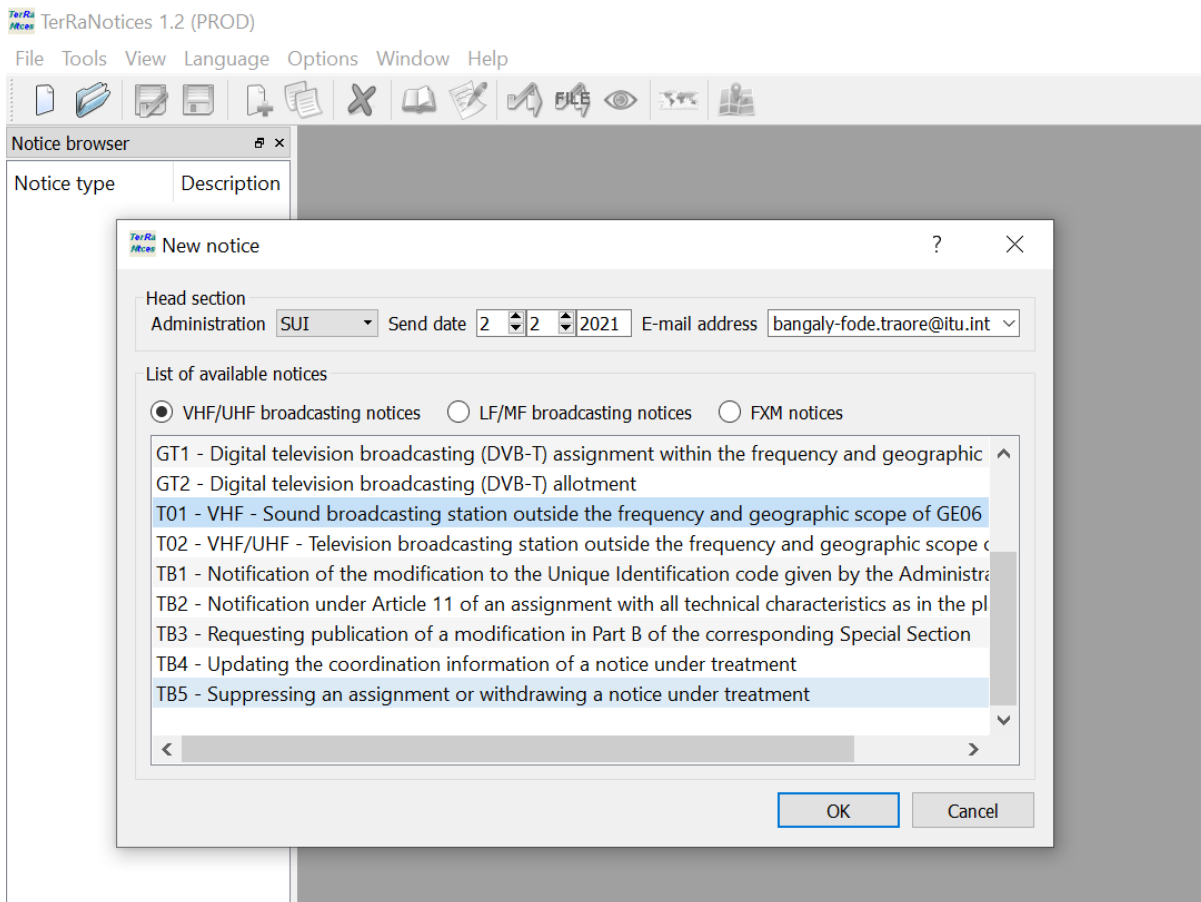 TerRa
Ntces
TerRaNotices 1.2 (PROD)
File Tools View Language Options Window Help
FILE
Notice browser
Notice type Description
TerRa
Ntces
New notice
Head section
Administration SUI Send date 2 2 2021 E-mail address bangaly-fode.traore@itu.int
List of available notices
VHF/UHF broadcasting notices LF/MF broadcasting notices FXM notices
GT1 - Digital television broadcasting (DVB-T) assignment within the frequency and geographic
GT2 - Digital television broadcasting (DVB-T) allotment
T01 - VHF - Sound broadcasting station outside the frequency and geographic scope of GE06
T02 - VHF/UHF - Television broadcasting station outside the frequency and geographic scope
TB1 - Notification of the modification to the Unique Identification code given by the Administra
TB2 - Notification under Article 11 of an assignment with all technical characteristics as in the pl
TB3 - Requesting publication of a modification in Part B of the corresponding Special Section
TB4 - Updating the coordination information of a notice under treatment
TB5 - Suppressing an assignment or withdrawing a notice under treatment
OK Cancel